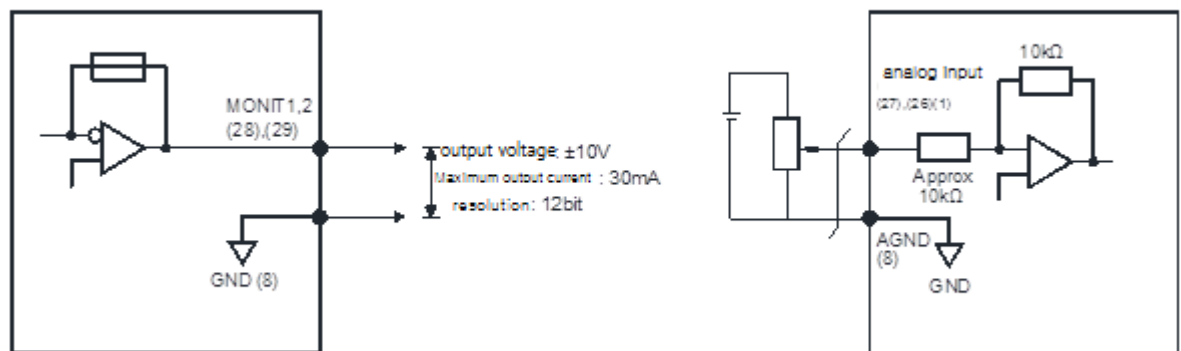 MONIT1,2
(28),(29)
output voltage: ±10V
Maximum output current : 30mA
resolution: 12bit
GND (8)
analog input
(27),(26)(1)
10kΩ
Approx
10kΩ
AGND
(8)
GND